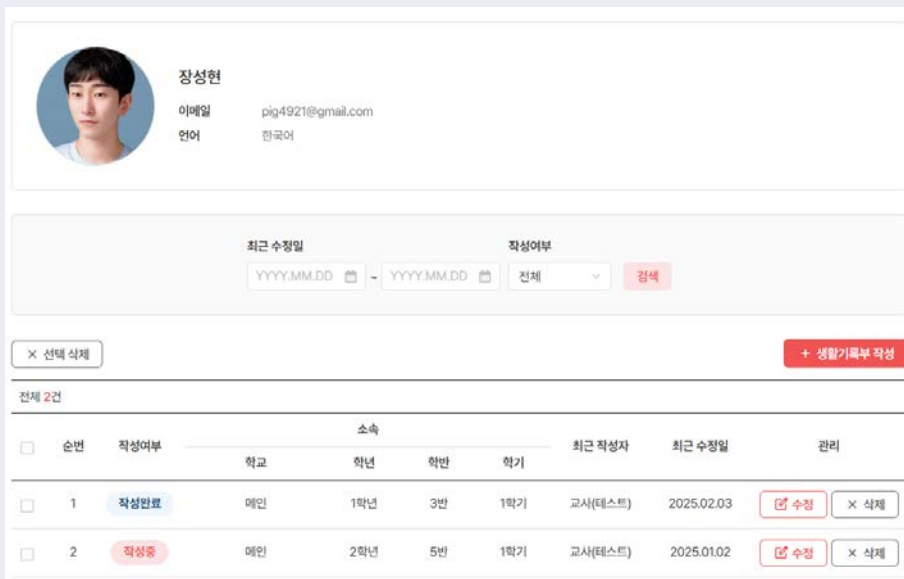 장성현
이메일 pig4921@gmail.com
언어 한국어
최근 수정일 작성여부
YYYY.MM.DD ~ YYYY.MM.DD 전체 검색
× 선택 삭제 + 생활기록부 작성
전체 2건
순번 작성여부 소속 최근 작성자 최근 수정일 관리
학교 학년 학반 학기
1 작성완료 메인 1학년 3반 1학기 교사(테스트) 2025.02.03 수정 × 삭제
2 작성중 메인 2학년 5반 1학기 교사(테스트) 2025.01.02 수정 × 삭제